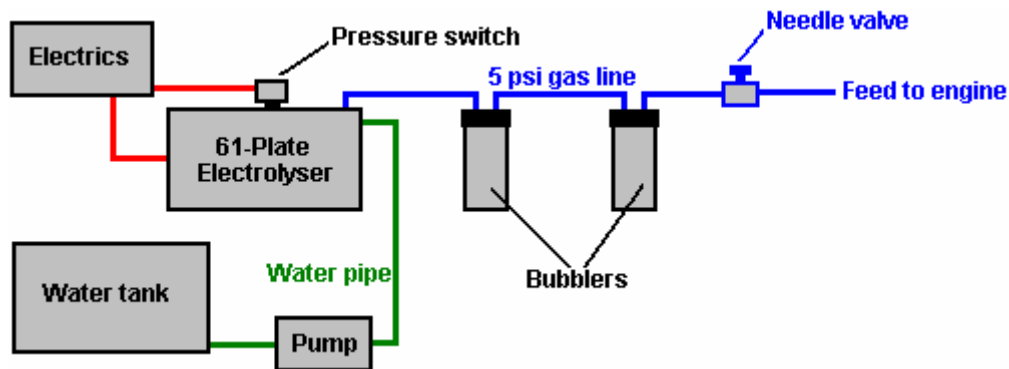 Needle valve
Pressure switch
Electrics
5 psi gas line
Feed to engine
61-Plate
Electrolyser
Water pipe
Bubblers
Water tank
Pump